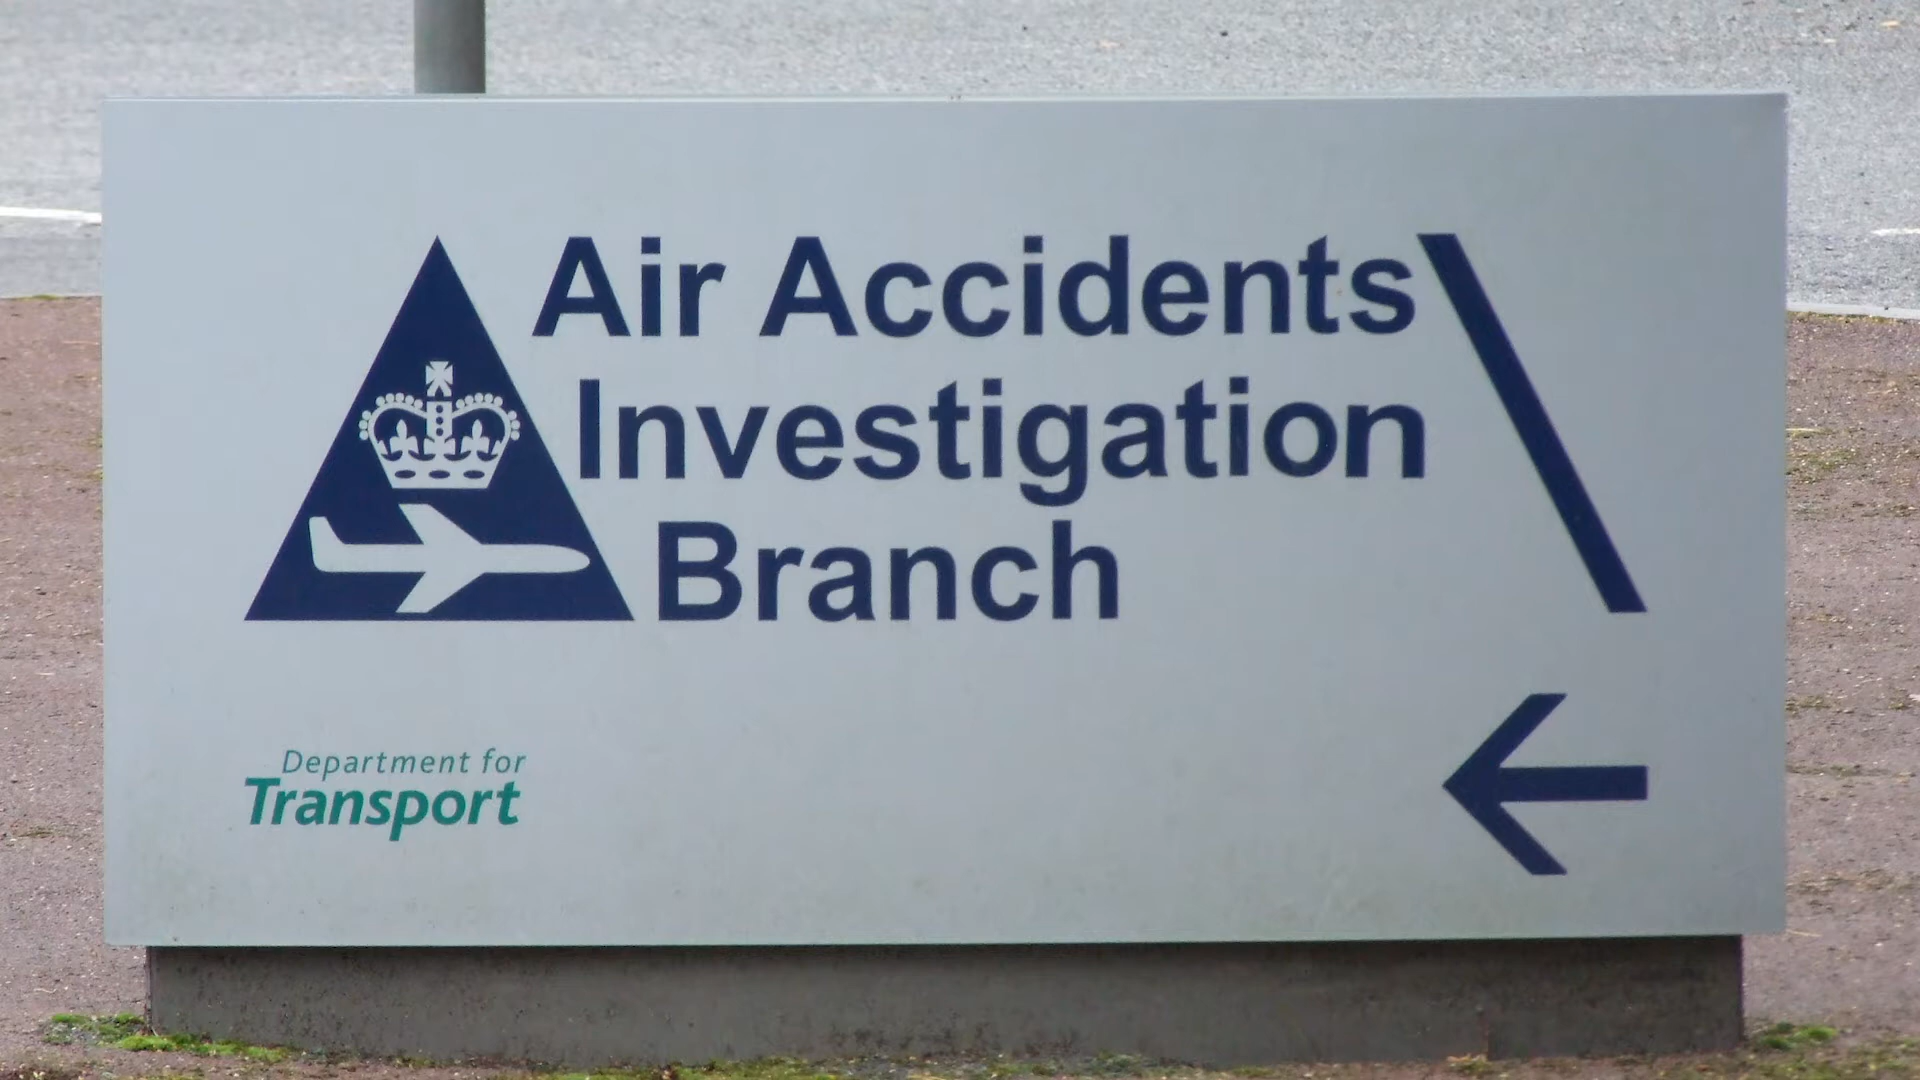 Air Accidents
Investigation
Branch
Department for
Transport